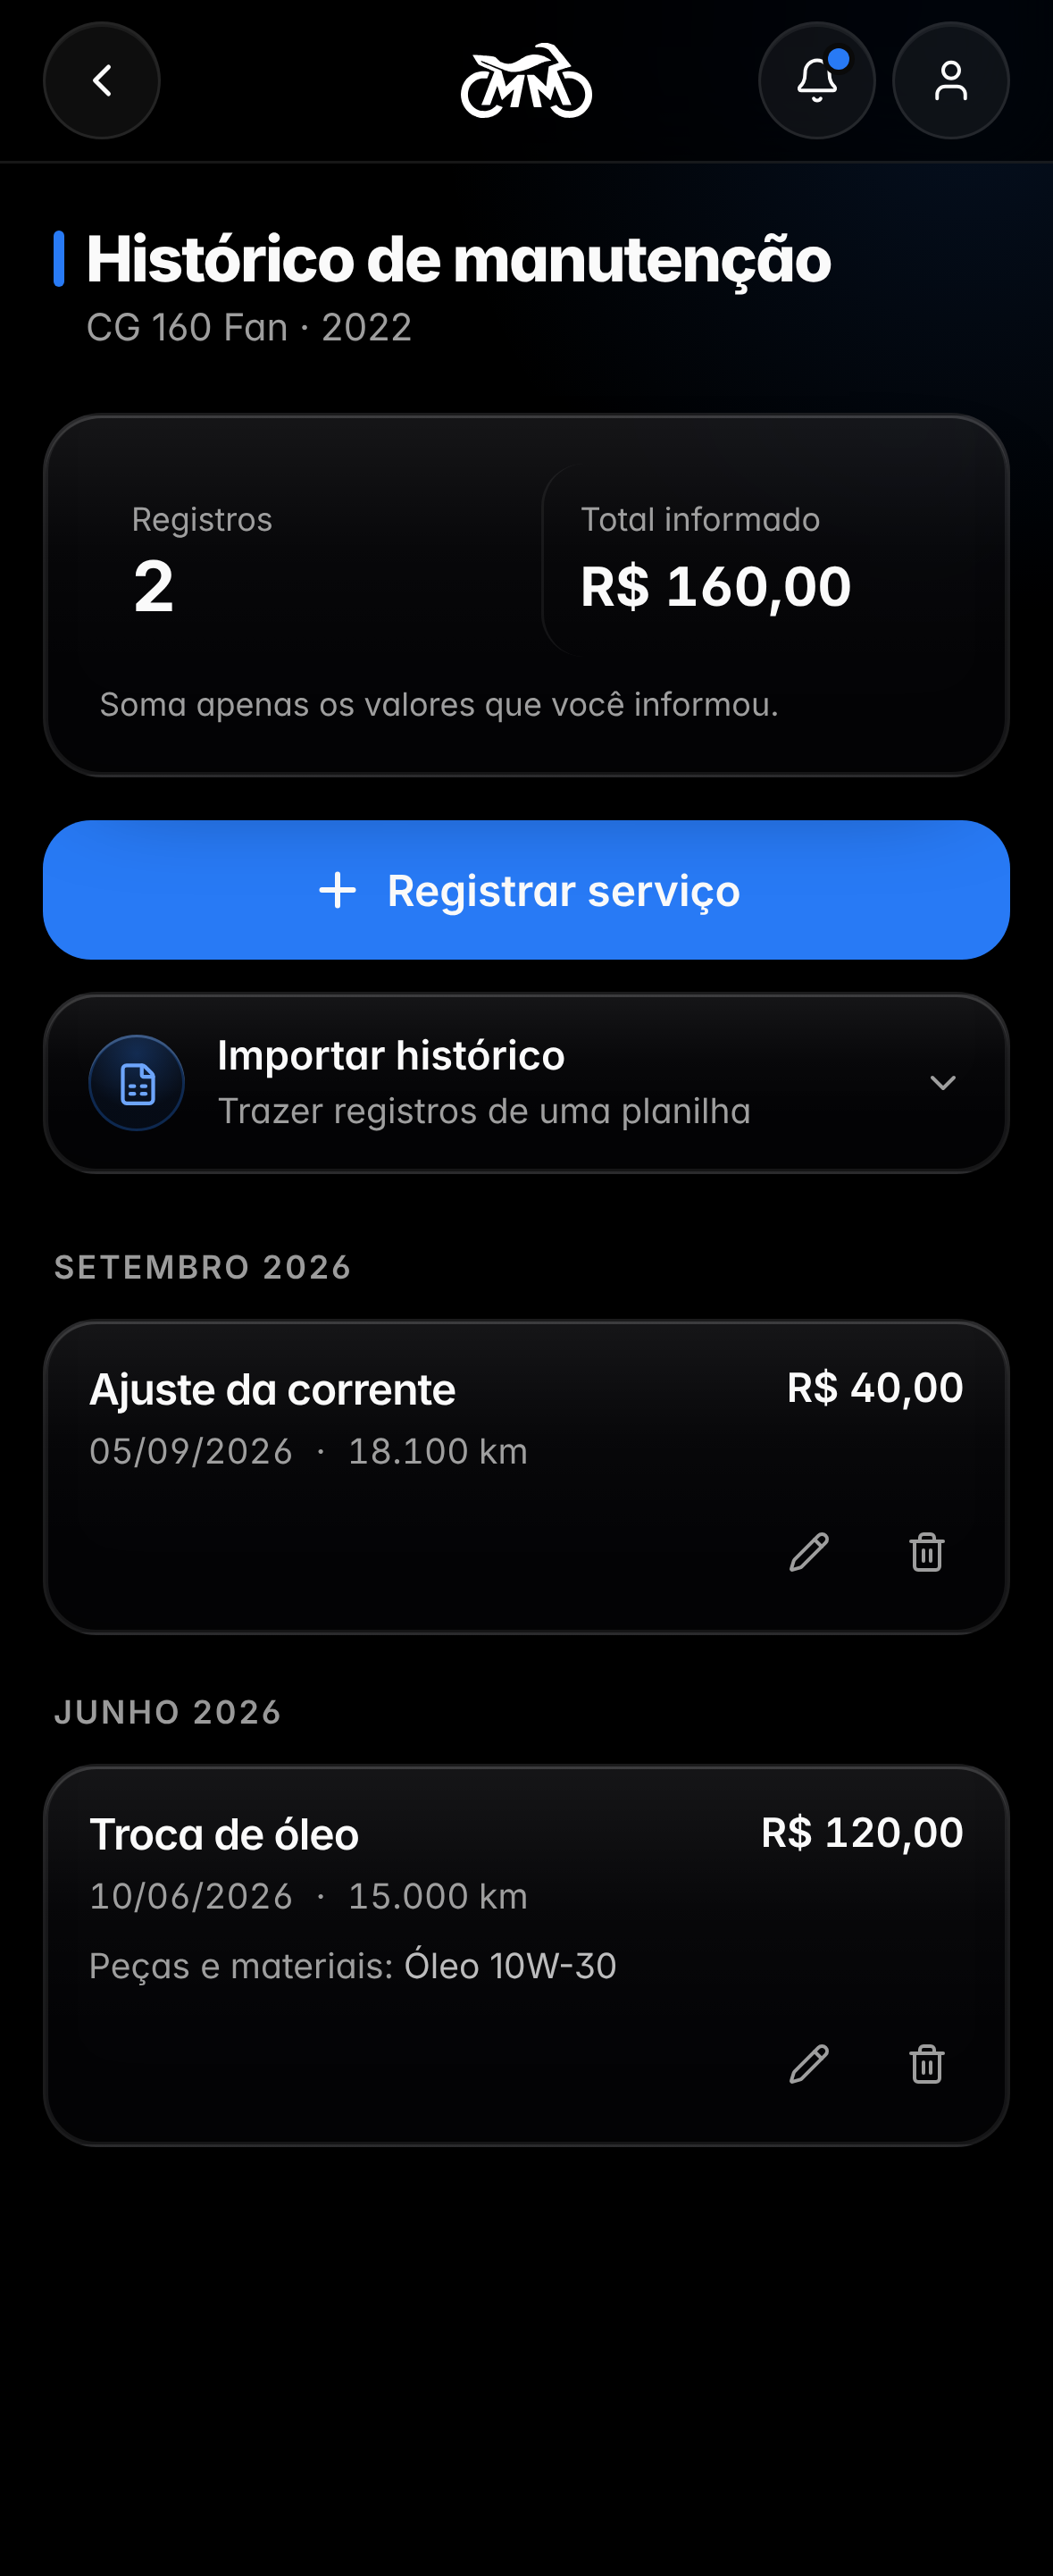 MM
Histórico de manutenção
CG 160 Fan · 2022
Registros
2
Total informado
R$ 160,00
Soma apenas os valores que você informou.
Registrar serviço
Importar histórico
Trazer registros de uma planilha
SETEMBRO 2026
Ajuste da corrente
R$ 40,00
05/09/2026 · 18.100 km
JUNHO 2026
Troca de óleo
R$ 120,00
10/06/2026 · 15.000 km
Peças e materiais: Óleo 10W-30